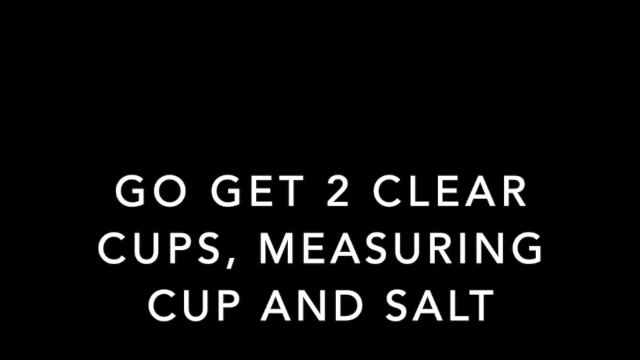 GO GET 2 CLEAR
CUPS, MEASURING
CUP AND SALT